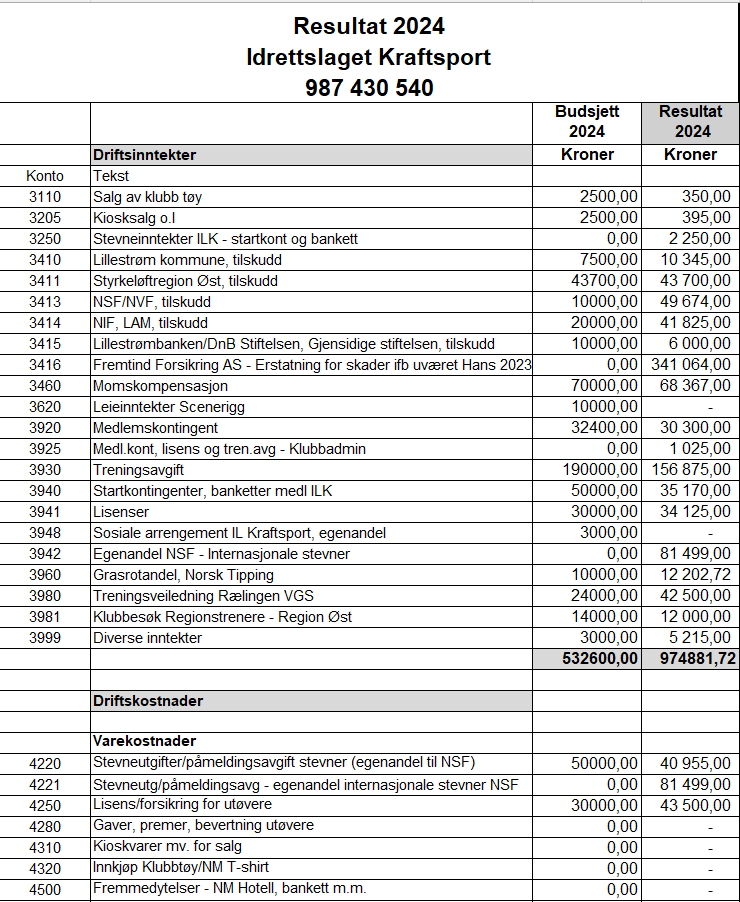 Resultat 2024
Idrettslaget Kraftsport
987 430 540
Budsjett 2024 Resultat 2024
Driftsinntekter Kroner Kroner
Konto Tekst
3110 Salg av klubb tøy 2500,00 350,00
3205 Kiosksalg o.l 2500,00 395,00
3250 Stevneinntekter ILK - startkont og bankett 0,00 2 250,00
3410 Lillestrøm kommune, tilskudd 7500,00 10 345,00
3411 Styrkeløftregion Øst, tilskudd 43700,00 43 700,00
3413 NSF/NVF, tilskudd 10000,00 49 674,00
3414 NIF, LAM, tilskudd 20000,00 41 825,00
3415 Lillestrømbanken/DnB Stiftelsen, Gjensidige stiftelsen, tilskudd 10000,00 6 000,00
3416 Fremtind Forsikring AS - Erstatning for skader ifb uværet Hans 2023 0,00 341 064,00
3460 Momskompensasjon 70000,00 68 367,00
3620 Leieinntekter Scenerigg 10000,00 -
3920 Medlemskontingent 32400,00 30 300,00
3925 Medl.kont, lisens og tren.avg - Klubbadmin 0,00 1 025,00
3930 Treningsavgift 190000,00 156 875,00
3940 Startkontingenter, banketter medl ILK 50000,00 35 170,00
3941 Lisenser 30000,00 34 125,00
3948 Sosiale arrangement IL Kraftsport, egenandel 3000,00 -
3942 Egenandel NSF - Internasjonale stevner 0,00 81 499,00
3960 Grasrotandel, Norsk Tipping 10000,00 12 202,72
3980 Treningsveiledning Rælingen VGS 24000,00 42 500,00
3981 Klubbesøk Regionstrenere - Region Øst 14000,00 12 000,00
3999 Diverse inntekter 3000,00 5 215,00
532600,00 974881,72
Driftskostnader
Varekostnader
4220 Stevneutgifter/påmeldingsavgift stevner (egenandel til NSF) 50000,00 40 955,00
4221 Stevneutg/påmeldingsavg - egenandel internasjonale stevner NSF 0,00 81 499,00
4250 Lisens/forsikring for utøvere 30000,00 43 500,00
4280 Gaver, premer, bevertning utøvere 0,00 -
4310 Kioskvarer mv. for salg 0,00 -
4320 Innkjøp Klubbtøy/NM T-shirt 0,00 -
4500 Fremmedytelser - NM Hotell, bankett m.m. 0,00 -